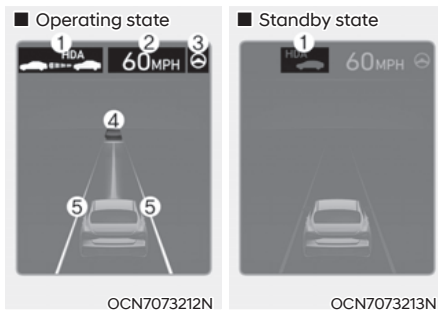 ■ Operating state
1 2 3
HDA 60MPH
4
5 5
OCN7073212N
■ Standby state
1
HDA 60MPH
OCN7073213N